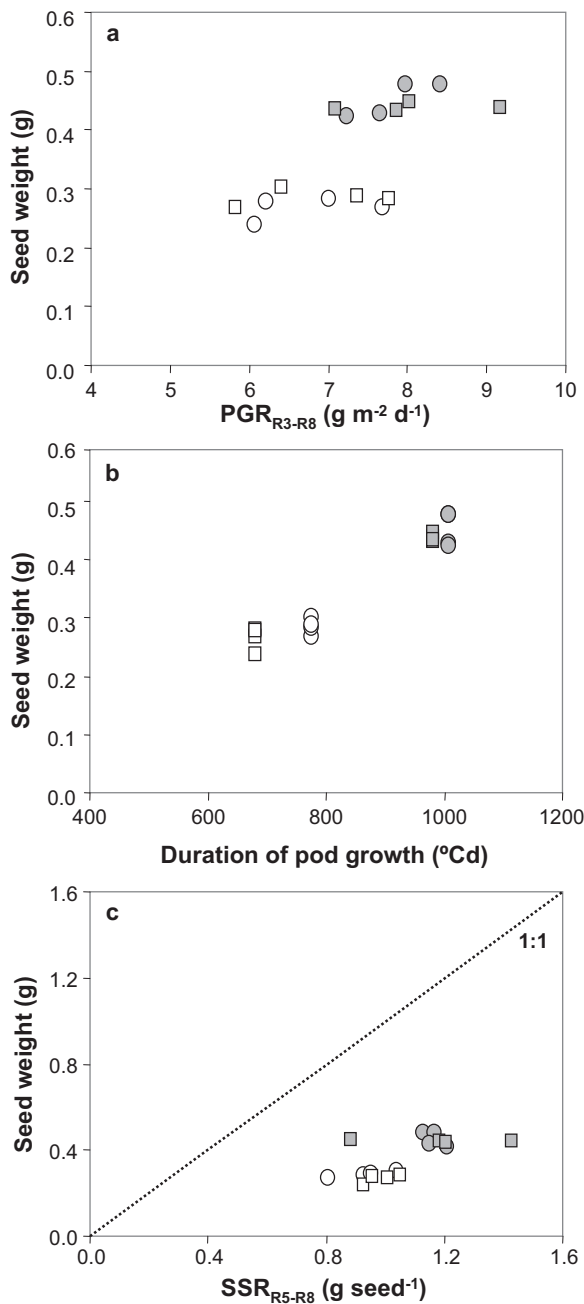 a
0.6
0.5
0.4
0.3
0.2
0.1
0.0
Seed weight (g)
4 5 6 7 8 9 10
PGR R3-R8 (g m-2 d-1)
b
0.6
0.5
0.4
0.3
0.2
0.1
0.0
Seed weight (g)
400 600 800 1000 1200
Duration of pod growth (ºCd)
c
1:1
1.6
1.2
0.8
0.4
0.0
Seed weight (g)
0.0 0.4 0.8 1.2 1.6
SSR R5-R8 (g seed-1)